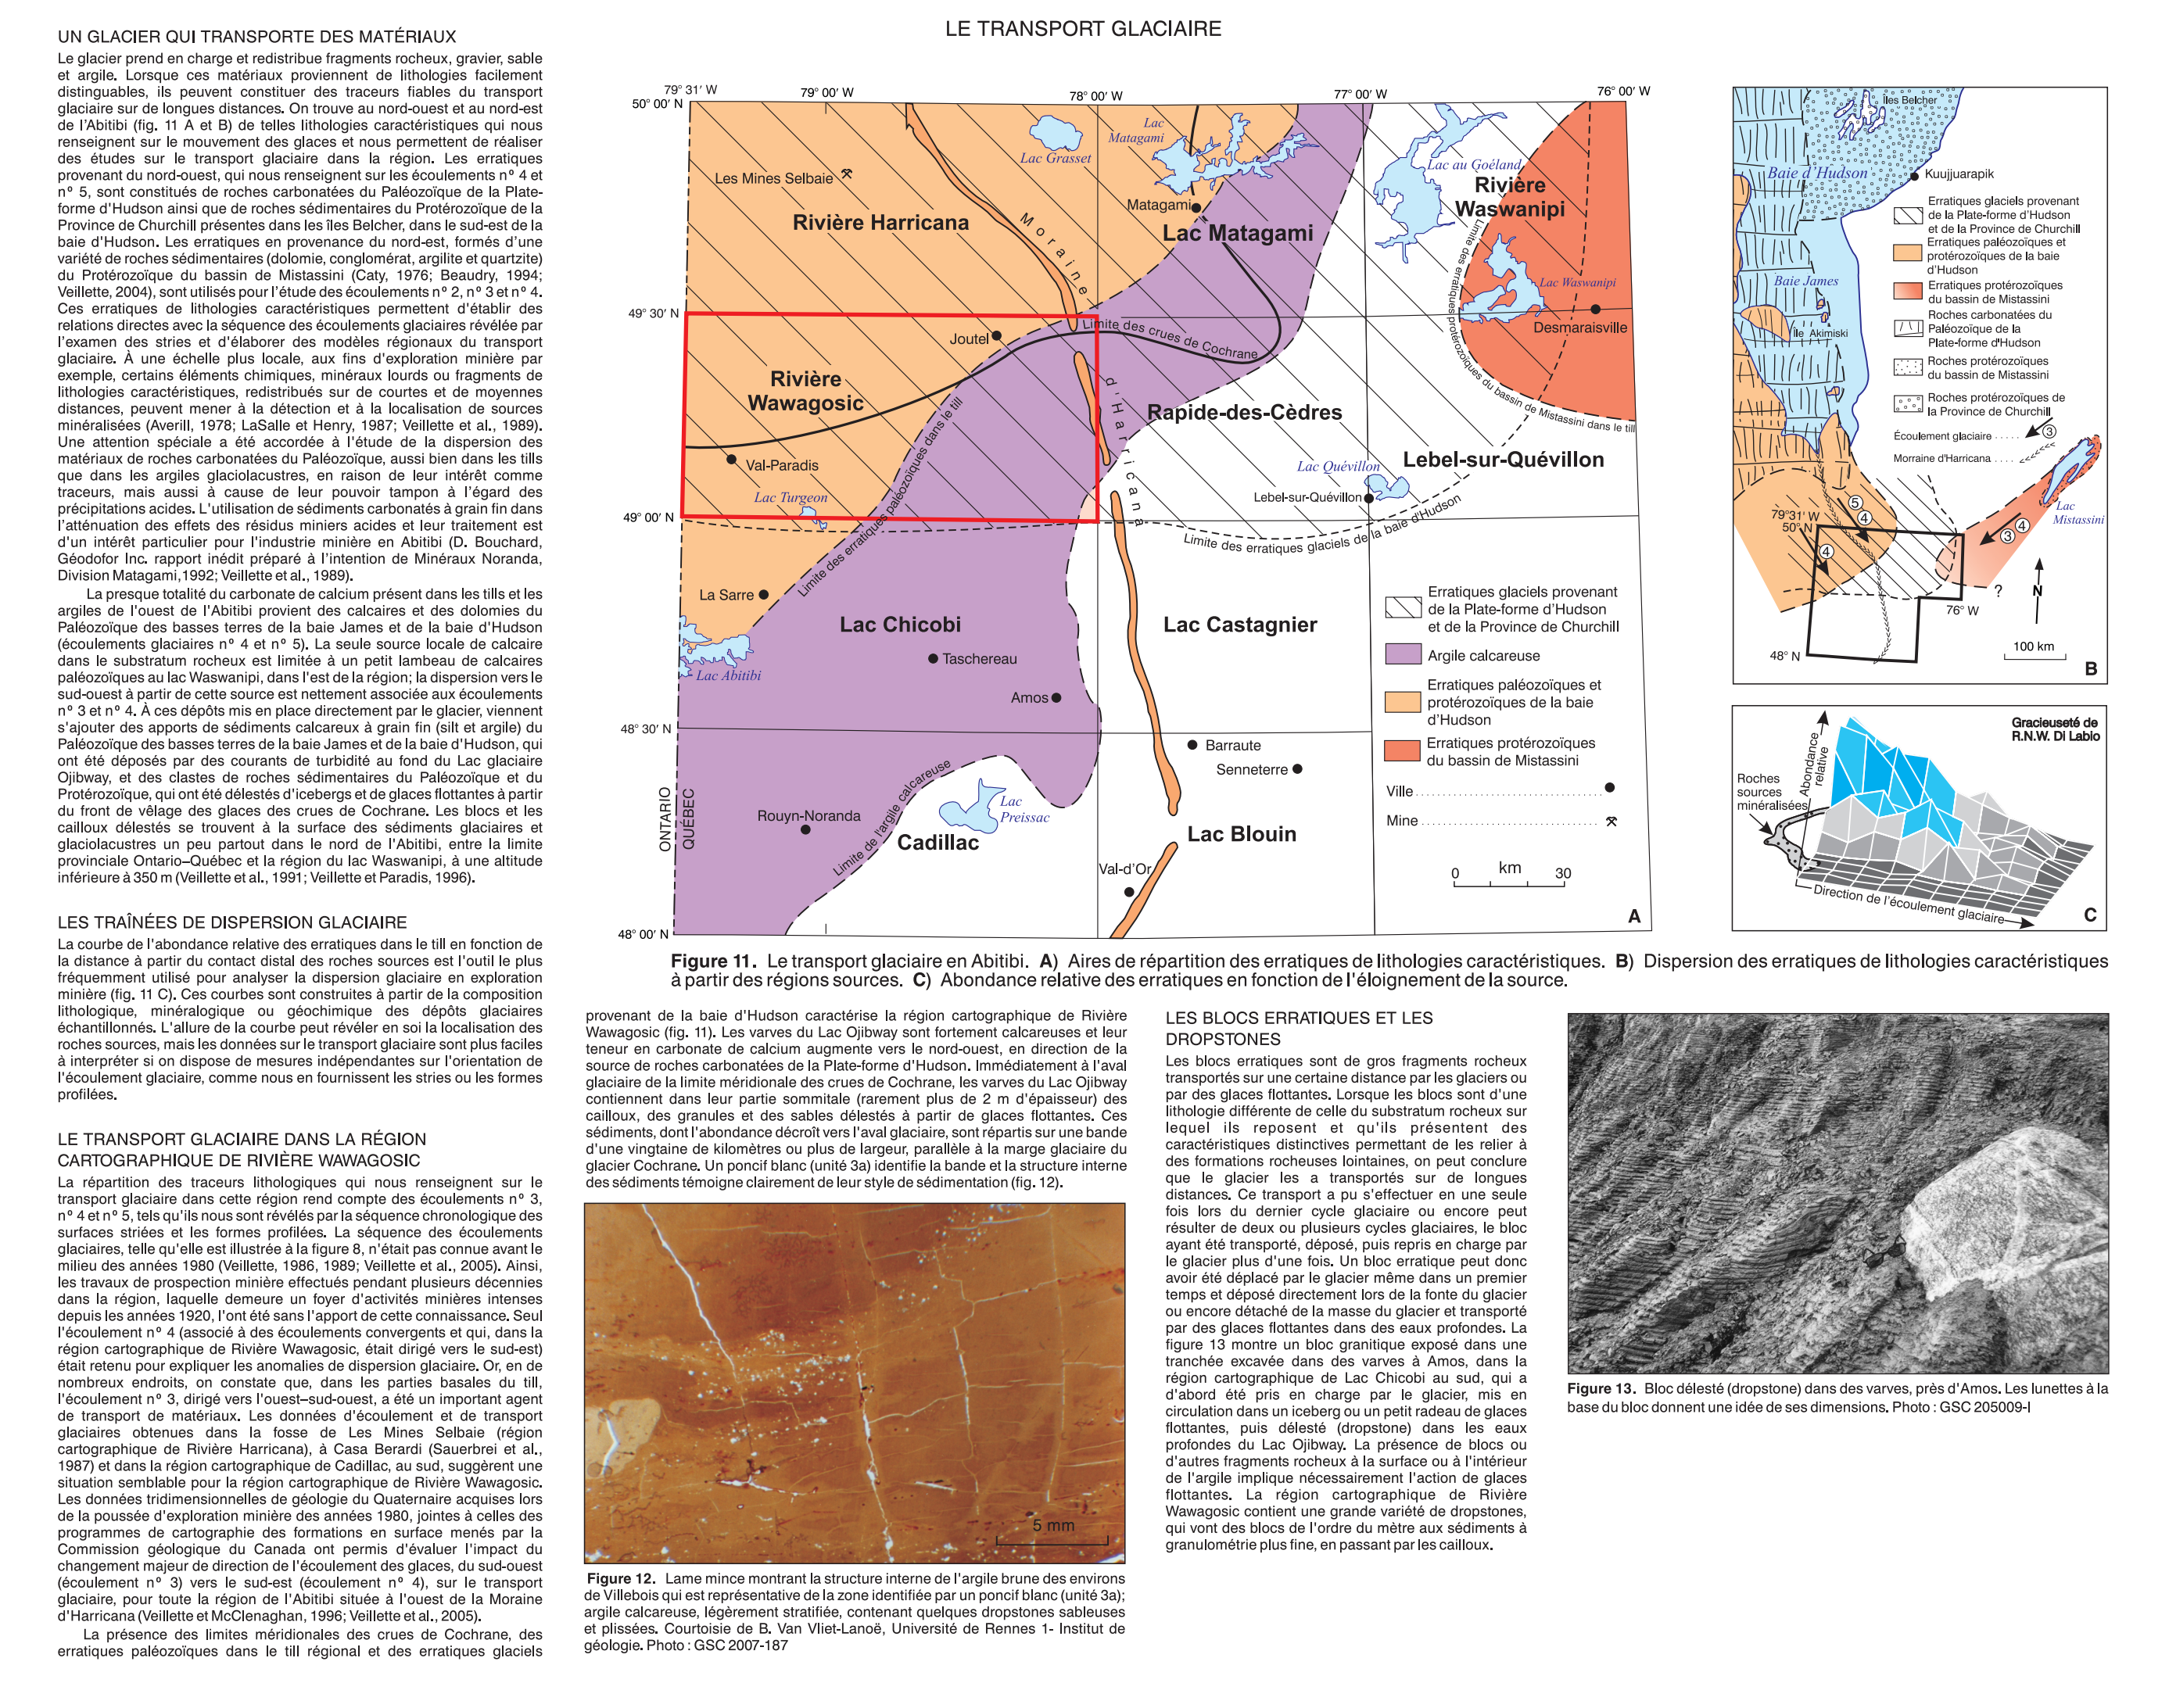 LE TRANSPORT GLACIAIRE
UN GLACIER QUI TRANSPORTE DES MATÉRIAUX
Le glacier prend en charge et redistribue fragments rocheux, gravier, sable
et argile. Lorsque ces matériaux proviennent de lithologies facilement
distinguables, ils peuvent constituer des traceurs fiables du transport
glaciaire sur de longues distances. On trouve au nord-ouest et au nord-est
de l'Abitibi (fig. 11 A et B) de telles lithologies caractéristiques qui nous
renseignent sur le mouvement des glaces et nous permettent de réaliser
des études sur le transport glaciaire dans la région. Les erratiques
provenant du nord-ouest, qui nous renseignent sur les écoulements nº 4 et
nº 5, sont constitués de roches carbonatées du Paléozoïque de la Plate-
forme d'Hudson ainsi que de roches sédimentaires du Protérozoïque de la
Province de Churchill présentes dans les îles Belcher, dans le sud-est de la
baie d'Hudson. Les erratiques en provenance du nord-est, formés d'une
variété de roches sédimentaires (dolomie, conglomérat, argilite et quartzite)
du Protérozoïque du bassin de Mistassini (Caty, 1976; Beaudry, 1994;
Veillette, 2004), sont utilisés pour l'étude des écoulements nº 2, nº 3 et nº 4.
Ces erratiques de lithologies caractéristiques permettent d'établir des
relations directes avec la séquence des écoulements glaciaires révélée par
l'examen des stries et d'élaborer des modèles régionaux du transport
glaciaire. À une échelle plus locale, aux fins d'exploration minière par
exemple, certains éléments chimiques, minéraux lourds ou fragments de
lithologies caractéristiques, redistribués sur de courtes et de moyennes
distances, peuvent mener à la détection et à la localisation de sources
minéralisées (Averill, 1978; LaSalle et Henry, 1987; Veillette et al., 1989).
Une attention spéciale a été accordée à l'étude de la dispersion des
matériaux de roches carbonatées du Paléozoïque, aussi bien dans les tills
que dans les argiles glaciolacustres, en raison de leur intérêt comme
traceurs, mais aussi à cause de leur pouvoir tampon à l'égard des
précipitations acides. L'utilisation de sédiments carbonatés à grain fin dans
l'atténuation des effets des résidus miniers acides et leur traitement est
d'un intérêt particulier pour l'industrie minière en Abitibi (D. Bouchard,
Géodofor Inc. rapport inédit préparé à l'intention de Minéraux Noranda,
Division Matagami,1992; Veillette et al., 1989).
La presque totalité du carbonate de calcium présent dans les tills et les
argiles de l'ouest de l'Abitibi provient des calcaires et des dolomies du
Paléozoïque des basses terres de la baie James et de la baie d'Hudson
(écoulements glaciaires nº 4 et nº 5). La seule source locale de calcaire
dans le substratum rocheux est limitée à un petit lambeau de calcaires
paléozoïques au lac Waswanipi, dans l'est de la région; la dispersion vers le
sud-ouest à partir de cette source est nettement associée aux écoulements
nº 3 et nº 4. À ces dépôts mis en place directement par le glacier, viennent
s'ajouter des apports de sédiments calcareux à grain fin (silt et argile) du
Paléozoïque des basses terres de la baie James et de la baie d'Hudson, qui
ont été déposés par des courants de turbidité au fond du Lac glaciaire
Ojibway, et des clastes de roches sédimentaires du Paléozoïque et du
Protérozoïque, qui ont été délestés d'icebergs et de glaces flottantes à partir
du front de vêlage des glaces des crues de Cochrane. Les blocs et les
cailloux délestés se trouvent à la surface des sédiments glaciaires et
glaciolacustres un peu partout dans le nord de l'Abitibi, entre la limite
provinciale Ontario–Québec et la région du lac Waswanipi, à une altitude
inférieure à 350 m (Veillette et al., 1991; Veillette et Paradis, 1996).
LES TRAÎNÉES DE DISPERSION GLACIAIRE
La courbe de l'abondance relative des erratiques dans le till en fonction de
la distance à partir du contact distal des roches sources est l'outil le plus
fréquemment utilisé pour analyser la dispersion glaciaire en exploration
minière (fig. 11 C). Ces courbes sont construites à partir de la composition
lithologique, minéralogique ou géochimique des dépôts glaciaires
échantillonnés. L'allure de la courbe peut révéler en soi la localisation des
roches sources, mais les données sur le transport glaciaire sont plus faciles
à interpréter si on dispose de mesures indépendantes sur l'orientation de
l'écoulement glaciaire, comme nous en fournissent les stries ou les formes
profilées.
LE TRANSPORT GLACIAIRE DANS LA RÉGION
CARTOGRAPHIQUE DE RIVIÈRE WAWAGOSIC
La répartition des traceurs lithologiques qui nous renseignent sur le
transport glaciaire dans cette région rend compte des écoulements nº 3,
nº 4 et nº 5, tels qu'ils nous sont révélés par la séquence chronologique des
surfaces striées et les formes profilées. La séquence des écoulements
glaciaires, telle qu'elle est illustrée à la figure 8, n'était pas connue avant le
milieu des années 1980 (Veillette, 1986, 1989; Veillette et al., 2005). Ainsi,
les travaux de prospection minière effectués pendant plusieurs décennies
dans la région, laquelle demeure un foyer d'activités minières intenses
depuis les années 1920, l'ont été sans l'apport de cette connaissance. Seul
l'écoulement nº 4 (associé à des écoulements convergents et qui, dans la
région cartographique de Rivière Wawagosic, était dirigé vers le sud-est)
était retenu pour expliquer les anomalies de dispersion glaciaire. Or, en de
nombreux endroits, on constate que, dans les parties basales du till,
l'écoulement nº 3, dirigé vers l'ouest–sud-ouest, a été un important agent
de transport de matériaux. Les données d'écoulement et de transport
glaciaires obtenues dans la fosse de Les Mines Selbaie (région
cartographique de Rivière Harricana), à Casa Berardi (Sauerbrei et al.,
1987) et dans la région cartographique de Cadillac, au sud, suggèrent une
situation semblable pour la région cartographique de Rivière Wawagosic.
Les données tridimensionnelles de géologie du Quaternaire acquises lors
de la poussée d'exploration minière des années 1980, jointes à celles des
programmes de cartographie des formations en surface menés par la
Commission géologique du Canada ont permis d'évaluer l'impact du
changement majeur de direction de l'écoulement des glaces, du sud-ouest
(écoulement nº 3) vers le sud-est (écoulement nº 4), sur le transport
glaciaire, pour toute la région de l'Abitibi située à l'ouest de la Moraine
d'Harricana (Veillette et McClenaghan, 1996; Veillette et al., 2005).
La présence des limites méridionales des crues de Cochrane, des
erratiques paléozoïques dans le till régional et des erratiques glaciels
79° 31' W
79° 00' W
78° 00' W
77° 00' W
76° 00' W
50° 00' N
49° 30' N
49° 00' N
48° 30' N
48° 00' N
Les Mines Selbaie
Rivière Harricana
Lac Grasset
Lac
Matagami
Matagami
Lac Matagami
Lac au Goéland
Rivière
Waswanipi
Lac Waswanipi
Desmaraisville
Moraine
d'Harricana
Joutel
Limite des crues de Cochrane
Rivière
Wawagosic
Limite des erratiques paléozoïques dans le till
Limite des erratiques protérozoïques du bassin de Mistassini dans le till
Rapide-des-Cèdres
Lebel-sur-Quévillon
Lac Quévillon
Lebel-sur-Quévillon
Val-Paradis
Lac Turgeon
Limite des erratiques glaciels de la baie d'Hudson
La Sarre
Lac Abitibi
Lac Chicobi
Taschereau
Amos
Lac Castagnier
Barraute
Senneterre
ONTARIO
QUÉBEC
Rouyn-Noranda
Limite de l'argile calcareuse
Lac
Preissac
Cadillac
Lac Blouin
Val-d'Or
Erratiques glaciels provenant
de la Plate-forme d'Hudson
et de la Province de Churchill
Argile calcareuse
Erratiques paléozoïques et
protérozoïques de la baie
d'Hudson
Erratiques protérozoïques
du bassin de Mistassini
Ville
Mine
km
0 30
A
Îles Belcher
Baie d'Hudson
Kuujjuarapik
Erratiques glaciels provenant
de la Plate-forme d'Hudson
et de la Province de Churchill
Erratiques paléozoïques et
protérozoïques de la baie
d'Hudson
Erratiques protérozoïques
du bassin de Mistassini
Roches carbonatées du
Paléozoïque de la
Plate-forme d'Hudson
Roches protérozoïques
du bassin de Mistassini
Roches protérozoïques de
la Province de Churchill
Écoulement glaciaire ..... 3
Morraine d'Harricana ....
Baie James
Île Akimiski
Lac
Mistassini
79°31' W
50° N
5
4
4
4
3
?
N
76° W
48° N
100 km
B
Gracieuseté de
R.N.W. Di Labio
Roches
sources
minéralisées
Abondance
relative
Direction de l'écoulement glaciaire
C
Figure 11. Le transport glaciaire en Abitibi. A) Aires de répartition des erratiques de lithologies caractéristiques. B) Dispersion des erratiques de lithologies caractéristiques
à partir des régions sources. C) Abondance relative des erratiques en fonction de l'éloignement de la source.
provenant de la baie d'Hudson caractérise la région cartographique de Rivière
Wawagosic (fig. 11). Les varves du Lac Ojibway sont fortement calcareuses et leur
teneur en carbonate de calcium augmente vers le nord-ouest, en direction de la
source de roches carbonatées de la Plate-forme d'Hudson. Immédiatement à l'aval
glaciaire de la limite méridionale des crues de Cochrane, les varves du Lac Ojibway
contiennent dans leur partie sommitale (rarement plus de 2 m d'épaisseur) des
cailloux, des granules et des sables délestés à partir de glaces flottantes. Ces
sédiments, dont l'abondance décroît vers l'aval glaciaire, sont répartis sur une bande
d'une vingtaine de kilomètres ou plus de largeur, parallèle à la marge glaciaire du
glacier Cochrane. Un poncif blanc (unité 3a) identifie la bande et la structure interne
des sédiments témoigne clairement de leur style de sédimentation (fig. 12).
5 mm
Figure 12. Lame mince montrant la structure interne de l'argile brune des environs
de Villebois qui est représentative de la zone identifiée par un poncif blanc (unité 3a);
argile calcareuse, légèrement stratifiée, contenant quelques dropstones sableuses
et plissées. Courtoisie de B. Van Vliet-Lanoë, Université de Rennes 1- Institut de
géologie. Photo : GSC 2007-187
LES BLOCS ERRATIQUES ET LES
DROPSTONES
Les blocs erratiques sont de gros fragments rocheux
transportés sur une certaine distance par les glaciers ou
par des glaces flottantes. Lorsque les blocs sont d'une
lithologie différente de celle du substratum rocheux sur
lequel ils reposent et qu'ils présentent des
caractéristiques distinctives permettant de les relier à
des formations rocheuses lointaines, on peut conclure
que le glacier les a transportés sur de longues
distances. Ce transport a pu s'effectuer en une seule
fois lors du dernier cycle glaciaire ou encore peut
résulter de deux ou plusieurs cycles glaciaires, le bloc
ayant été transporté, déposé, puis repris en charge par
le glacier plus d'une fois. Un bloc erratique peut donc
avoir été déplacé par le glacier même dans un premier
temps et déposé directement lors de la fonte du glacier
ou encore détaché de la masse du glacier et transporté
par des glaces flottantes dans des eaux profondes. La
figure 13 montre un bloc granitique exposé dans une
tranchée excavée dans des varves à Amos, dans la
région cartographique de Lac Chicobi au sud, qui a
d'abord été pris en charge par le glacier, mis en
circulation dans un iceberg ou un petit radeau de glaces
flottantes, puis délesté (dropstone) dans les eaux
profondes du Lac Ojibway. La présence de blocs ou
d'autres fragments rocheux à la surface ou à l'intérieur
de l'argile implique nécessairement l'action de glaces
flottantes. La région cartographique de Rivière
Wawagosic contient une grande variété de dropstones,
qui vont des blocs de l'ordre du mètre aux sédiments à
granulométrie plus fine, en passant par les cailloux.
Figure 13. Bloc délesté (dropstone) dans des varves, près d'Amos. Les lunettes à la
base du bloc donnent une idée de ses dimensions. Photo : GSC 205009-I